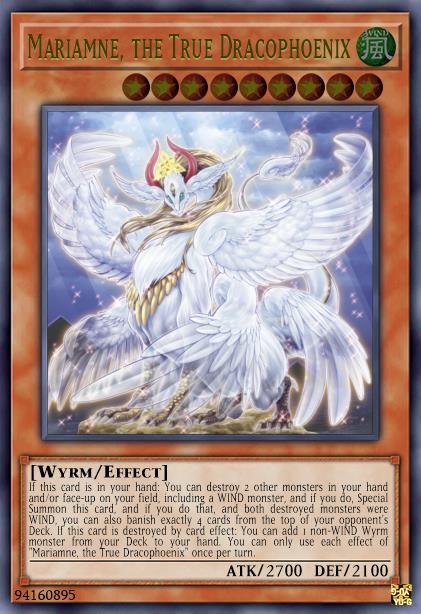 Mariamne, the True Dracophoenix
WIND
風
[Wyrm/Effect]
If this card is in your hand: You can destroy 2 other monsters in your hand
and/or face-up on your field, including a WIND monster, and if you do, Special
Summon this card, and if you do that, and both destroyed monsters were
WIND, you can also banish exactly 4 cards from the top of your opponent's
Deck. If this card is destroyed by card effect: You can add 1 non-WIND Wyrm
monster from your Deck to your hand. You can only use each effect of
"Mariamne, the True Dracophoenix" once per turn.
ATK/2700 DEF/2100
94160895